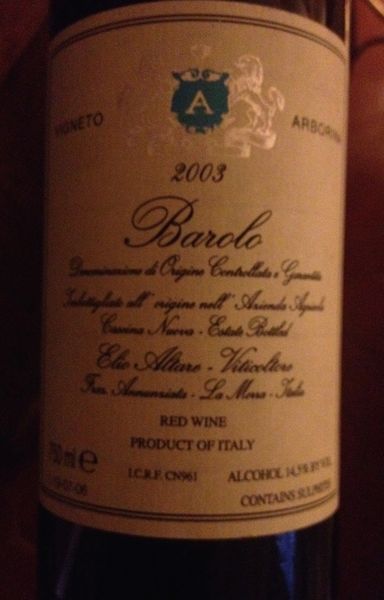 A
VIGNETO ARBORINA
2003
Barolo
Denominazione di Origine Controllata e Garantita
Imbottigliato all' origine nell' Azienda Agricola
Cascina Nuova - Estate Bottled
Elio Altare - Viticoltore
Fraz. Annunziata - La Morra - Italia
RED WINE
PRODUCT OF ITALY
750 ml e I.C.R.F. CN961 ALCOHOL 14,5% BY VOL.
CONTAINS SULPHITES